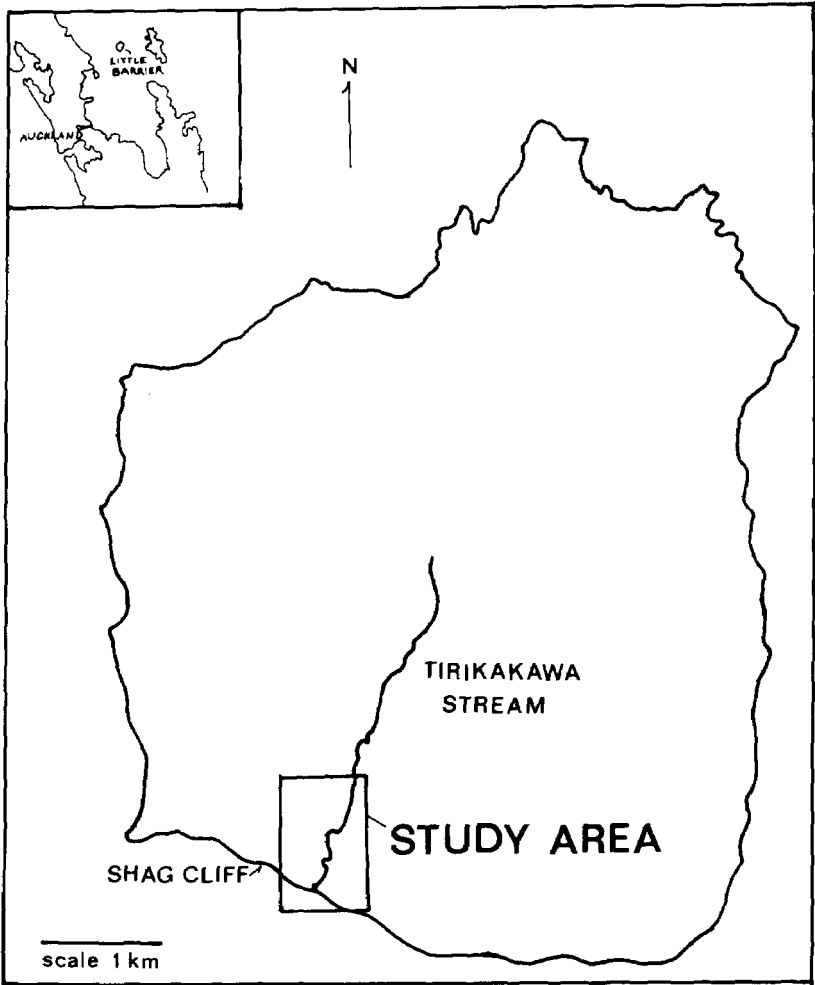 LITTLE
BARRIER
AUCKLAND
N
TIRIKAKAWA
STREAM
STUDY AREA
SHAG CLIFF
scale 1 km